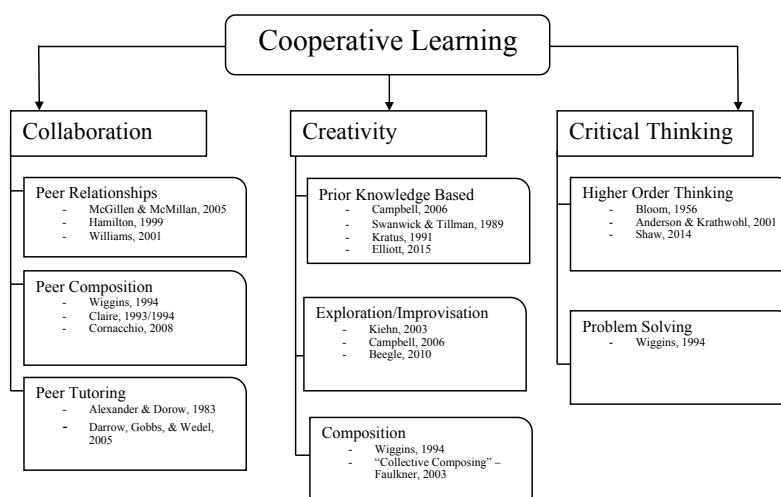 Cooperative Learning
Collaboration
Peer Relationships
- McGillen & McMillan, 2005
- Hamilton, 1999
- Williams, 2001
Peer Composition
- Wiggins, 1994
- Claire, 1993/1994
- Cornacchio, 2008
Peer Tutoring
- Alexander & Dorow, 1983
- Darrow, Gobbs, & Wedel,
2005
Creativity
Prior Knowledge Based
- Campbell, 2006
- Swanwick & Tillman, 1989
- Kratus, 1991
- Elliott, 2015
Exploration/Improvisation
- Kiehn, 2003
- Campbell, 2006
- Beegle, 2010
Composition
- Wiggins, 1994
- “Collective Composing” –
Faulkner, 2003
Critical Thinking
Higher Order Thinking
- Bloom, 1956
- Anderson & Krathwohl, 2001
- Shaw, 2014
Problem Solving
- Wiggins, 1994